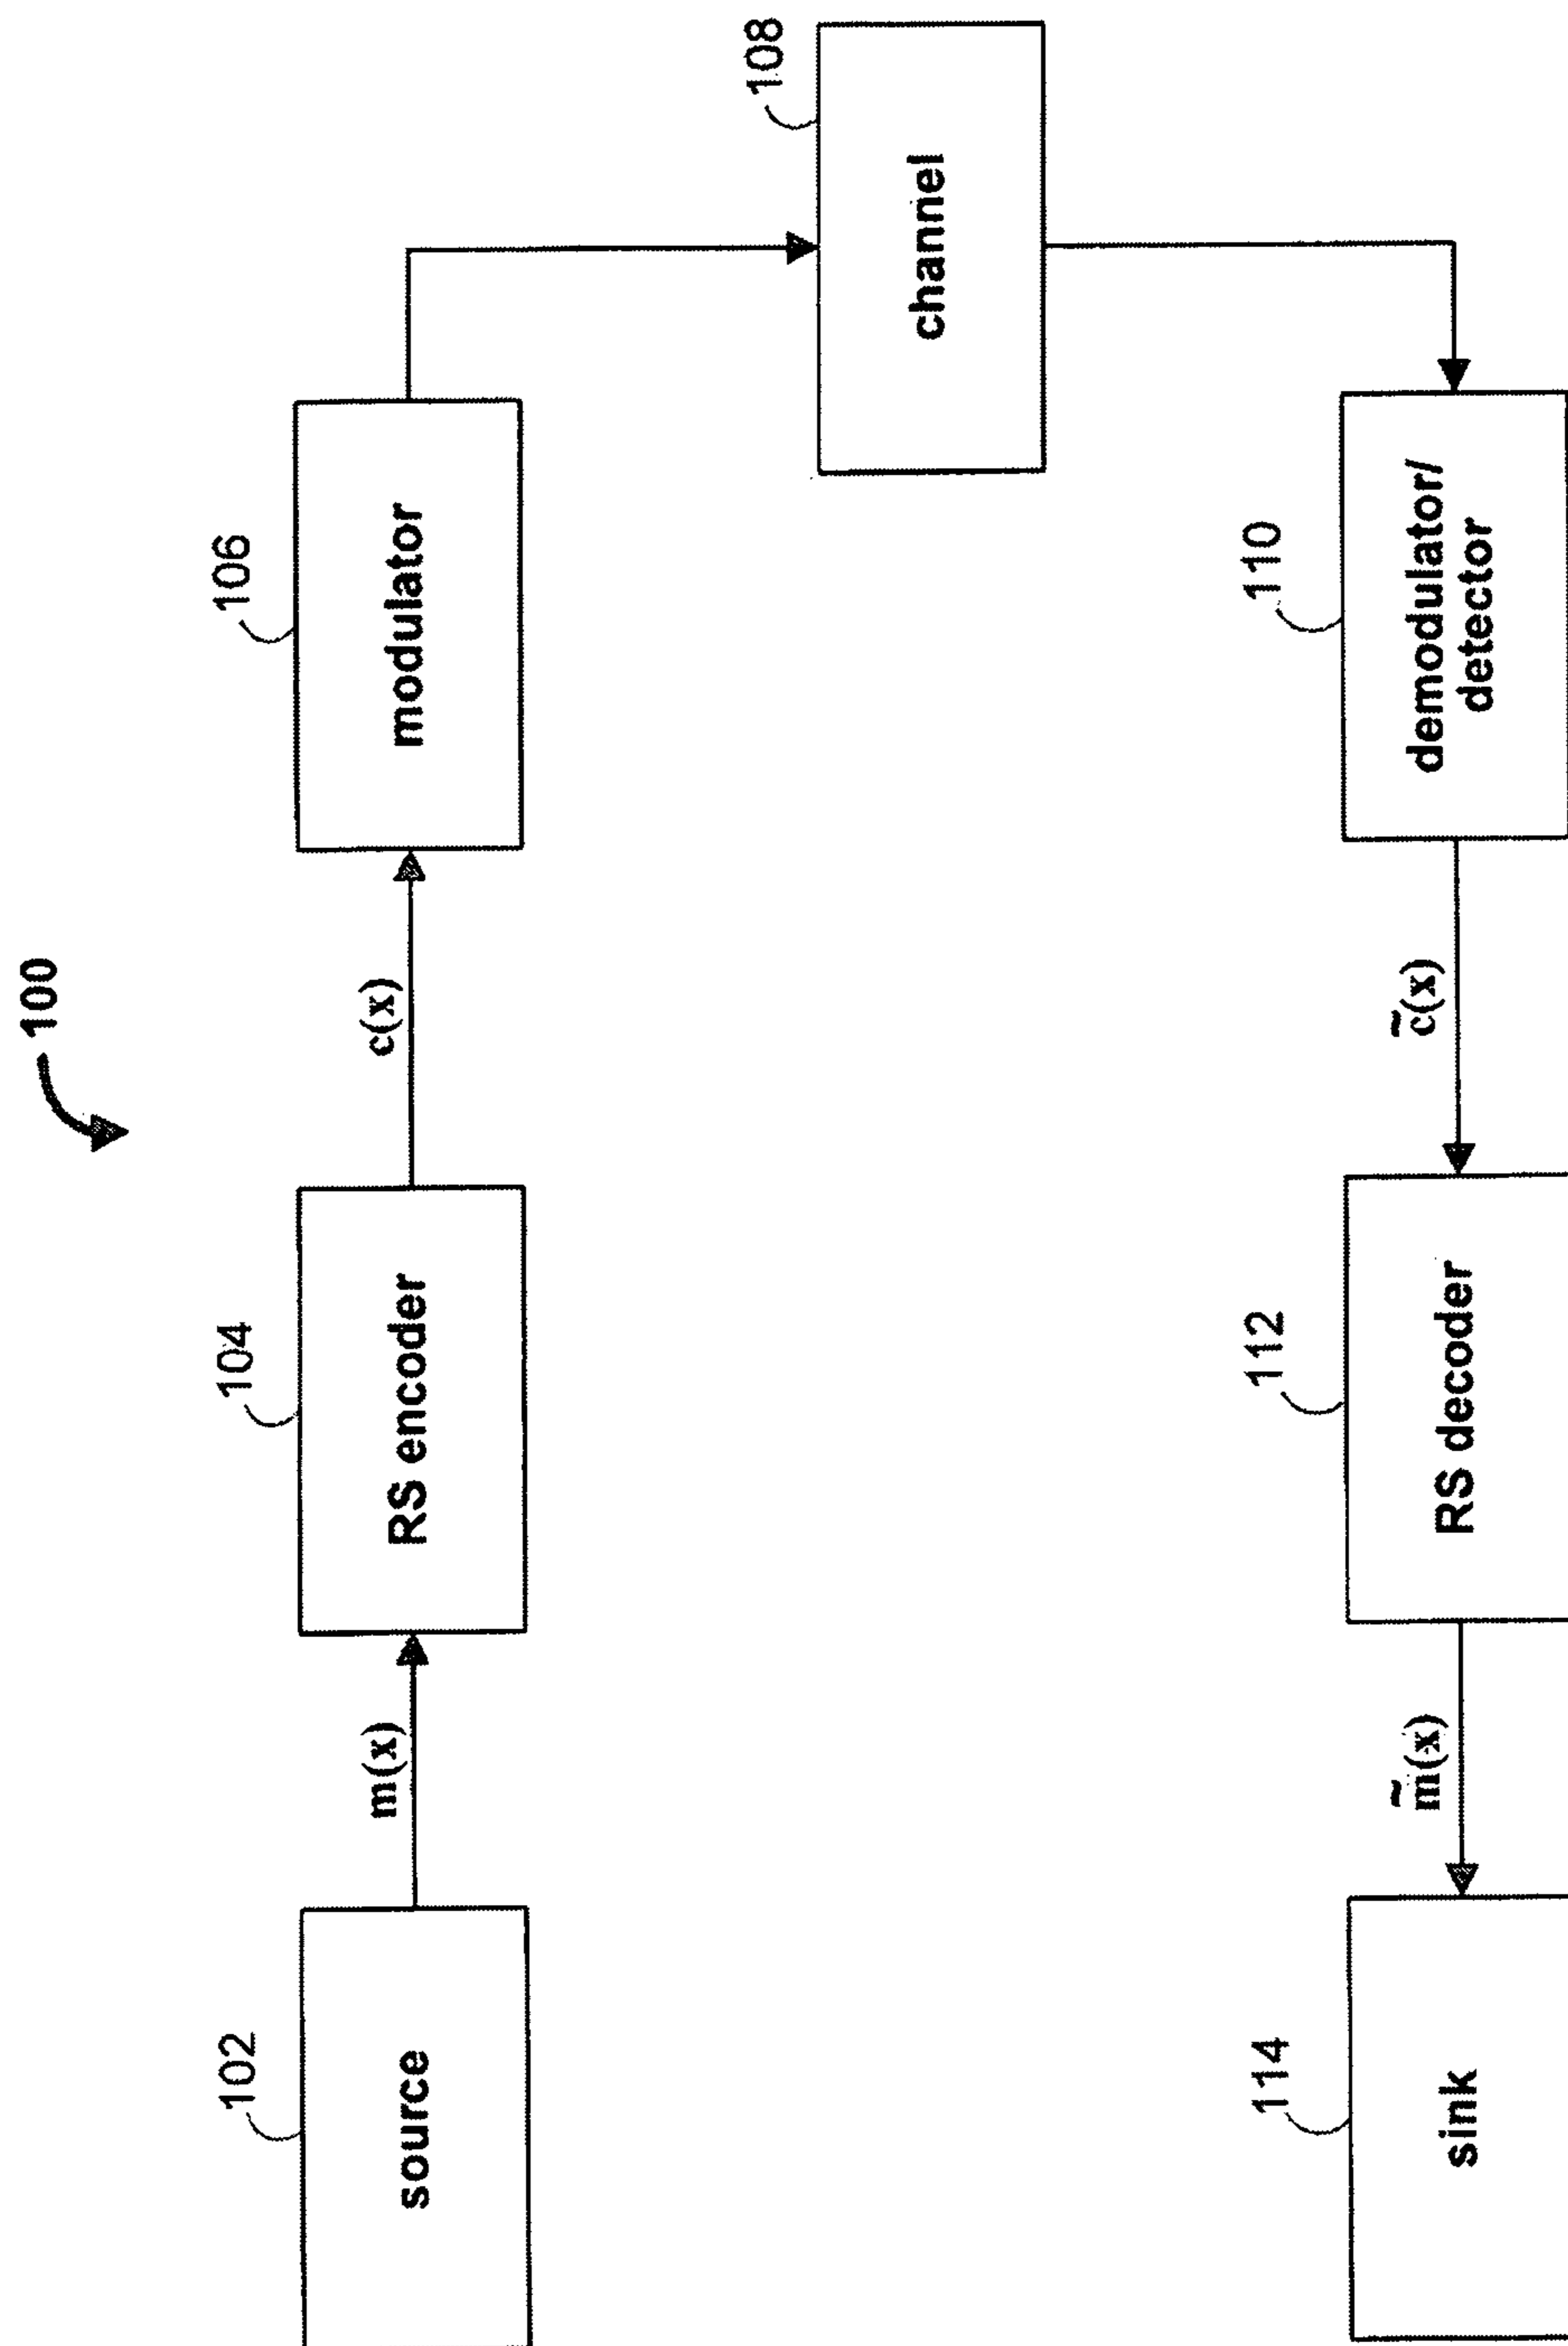 100
102
source
m(x)
104
RS encoder
c(x)
106
modulator
108
channel
110
demodulator/
detector
c̃(x)
112
RS decoder
m̃(x)
114
sink